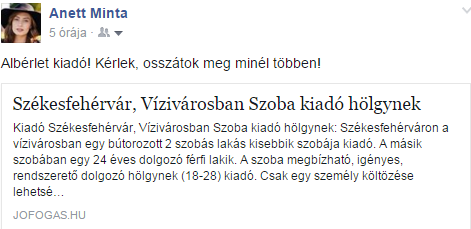 Anett Minta
5 órája
Albérlet kiadó! Kérlek, osszátok meg minél többen!
Székesfehérvár, Vízivárosban Szoba kiadó hölgynek
Kiadó Székesfehérvár, Vízivárosban Szoba kiadó hölgynek: Székesfehérváron a
vízivárosban egy bútorozott 2 szobás lakás kisebbik szobája kiadó. A másik
szobában egy 24 éves dolgozó férfi lakik. A szoba megbízható, igényes,
rendszerető dolgozó hölgynek (18-28) kiadó. Csak egy személy költözése
lehetsé...
JOFOGAS.HU